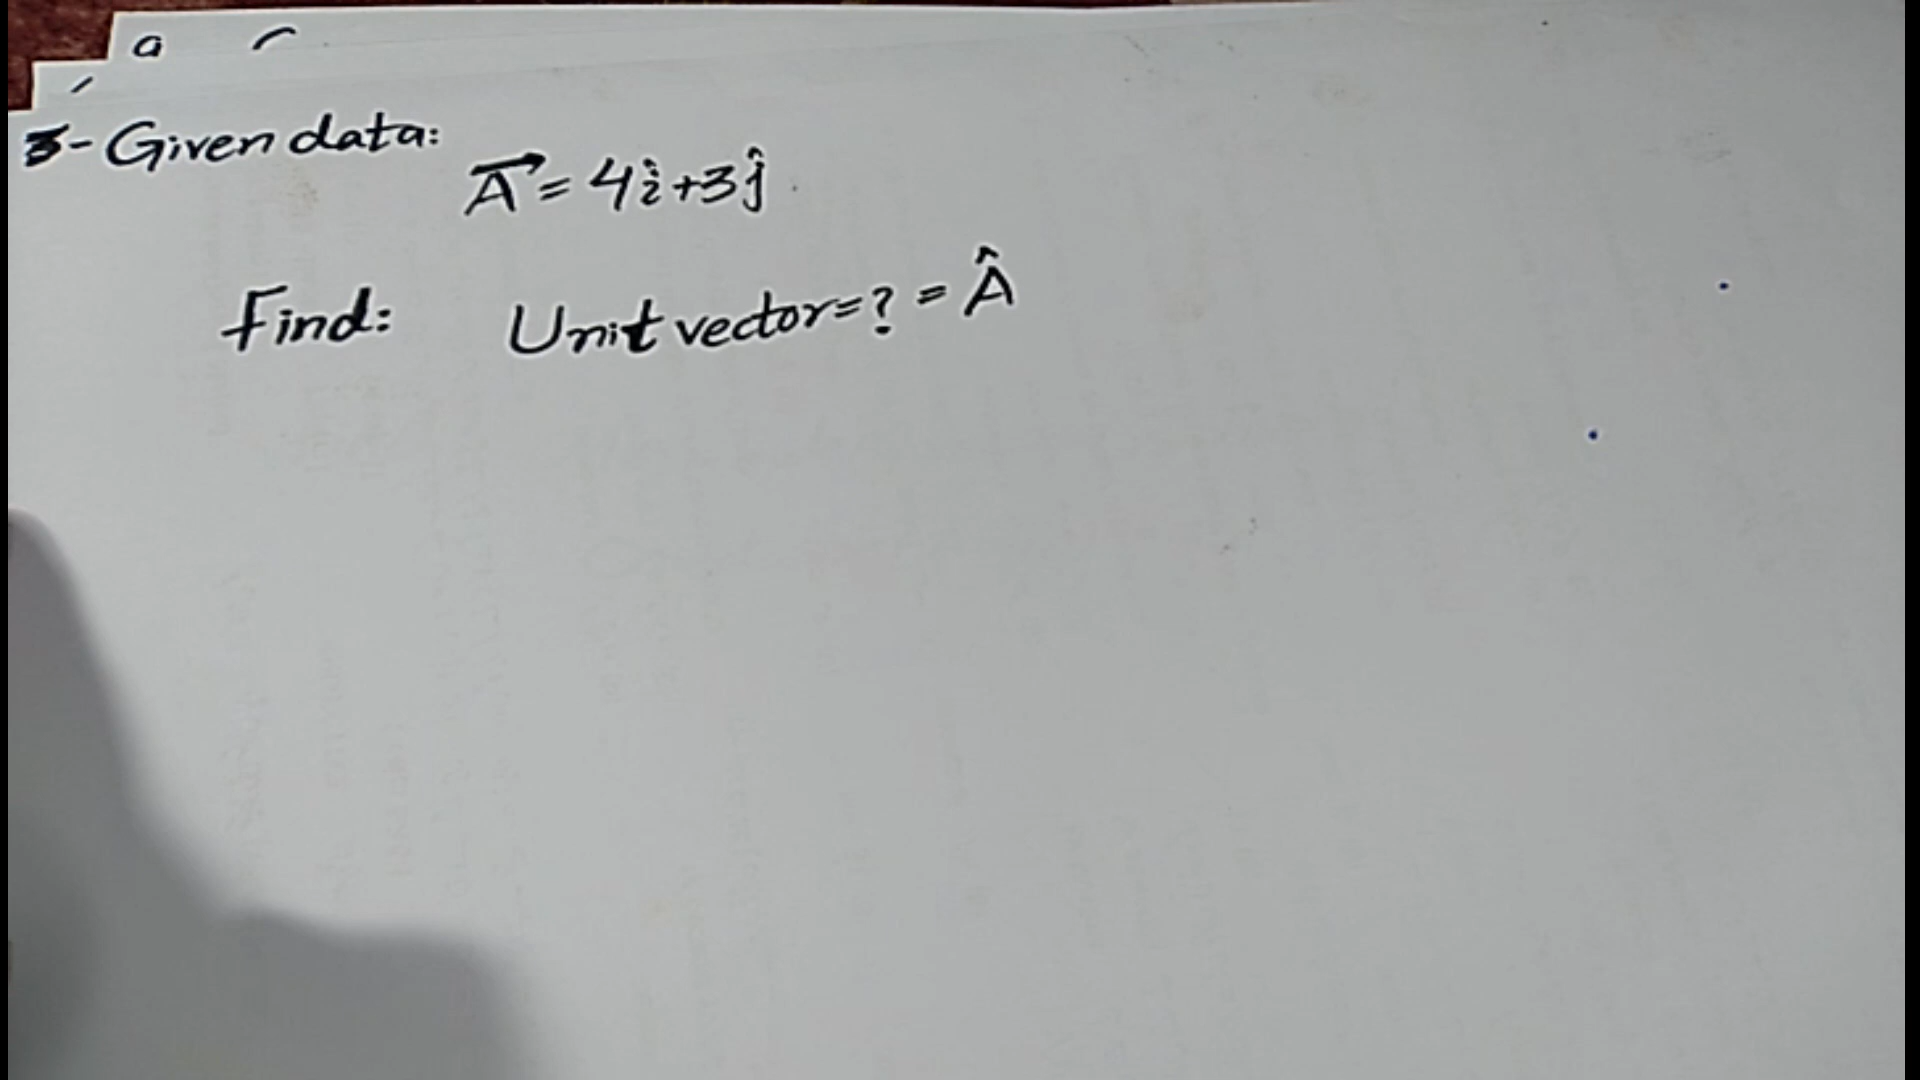 3- Given data:
A⃗ = 4î+3ĵ
Find: Unit vector=? = Â